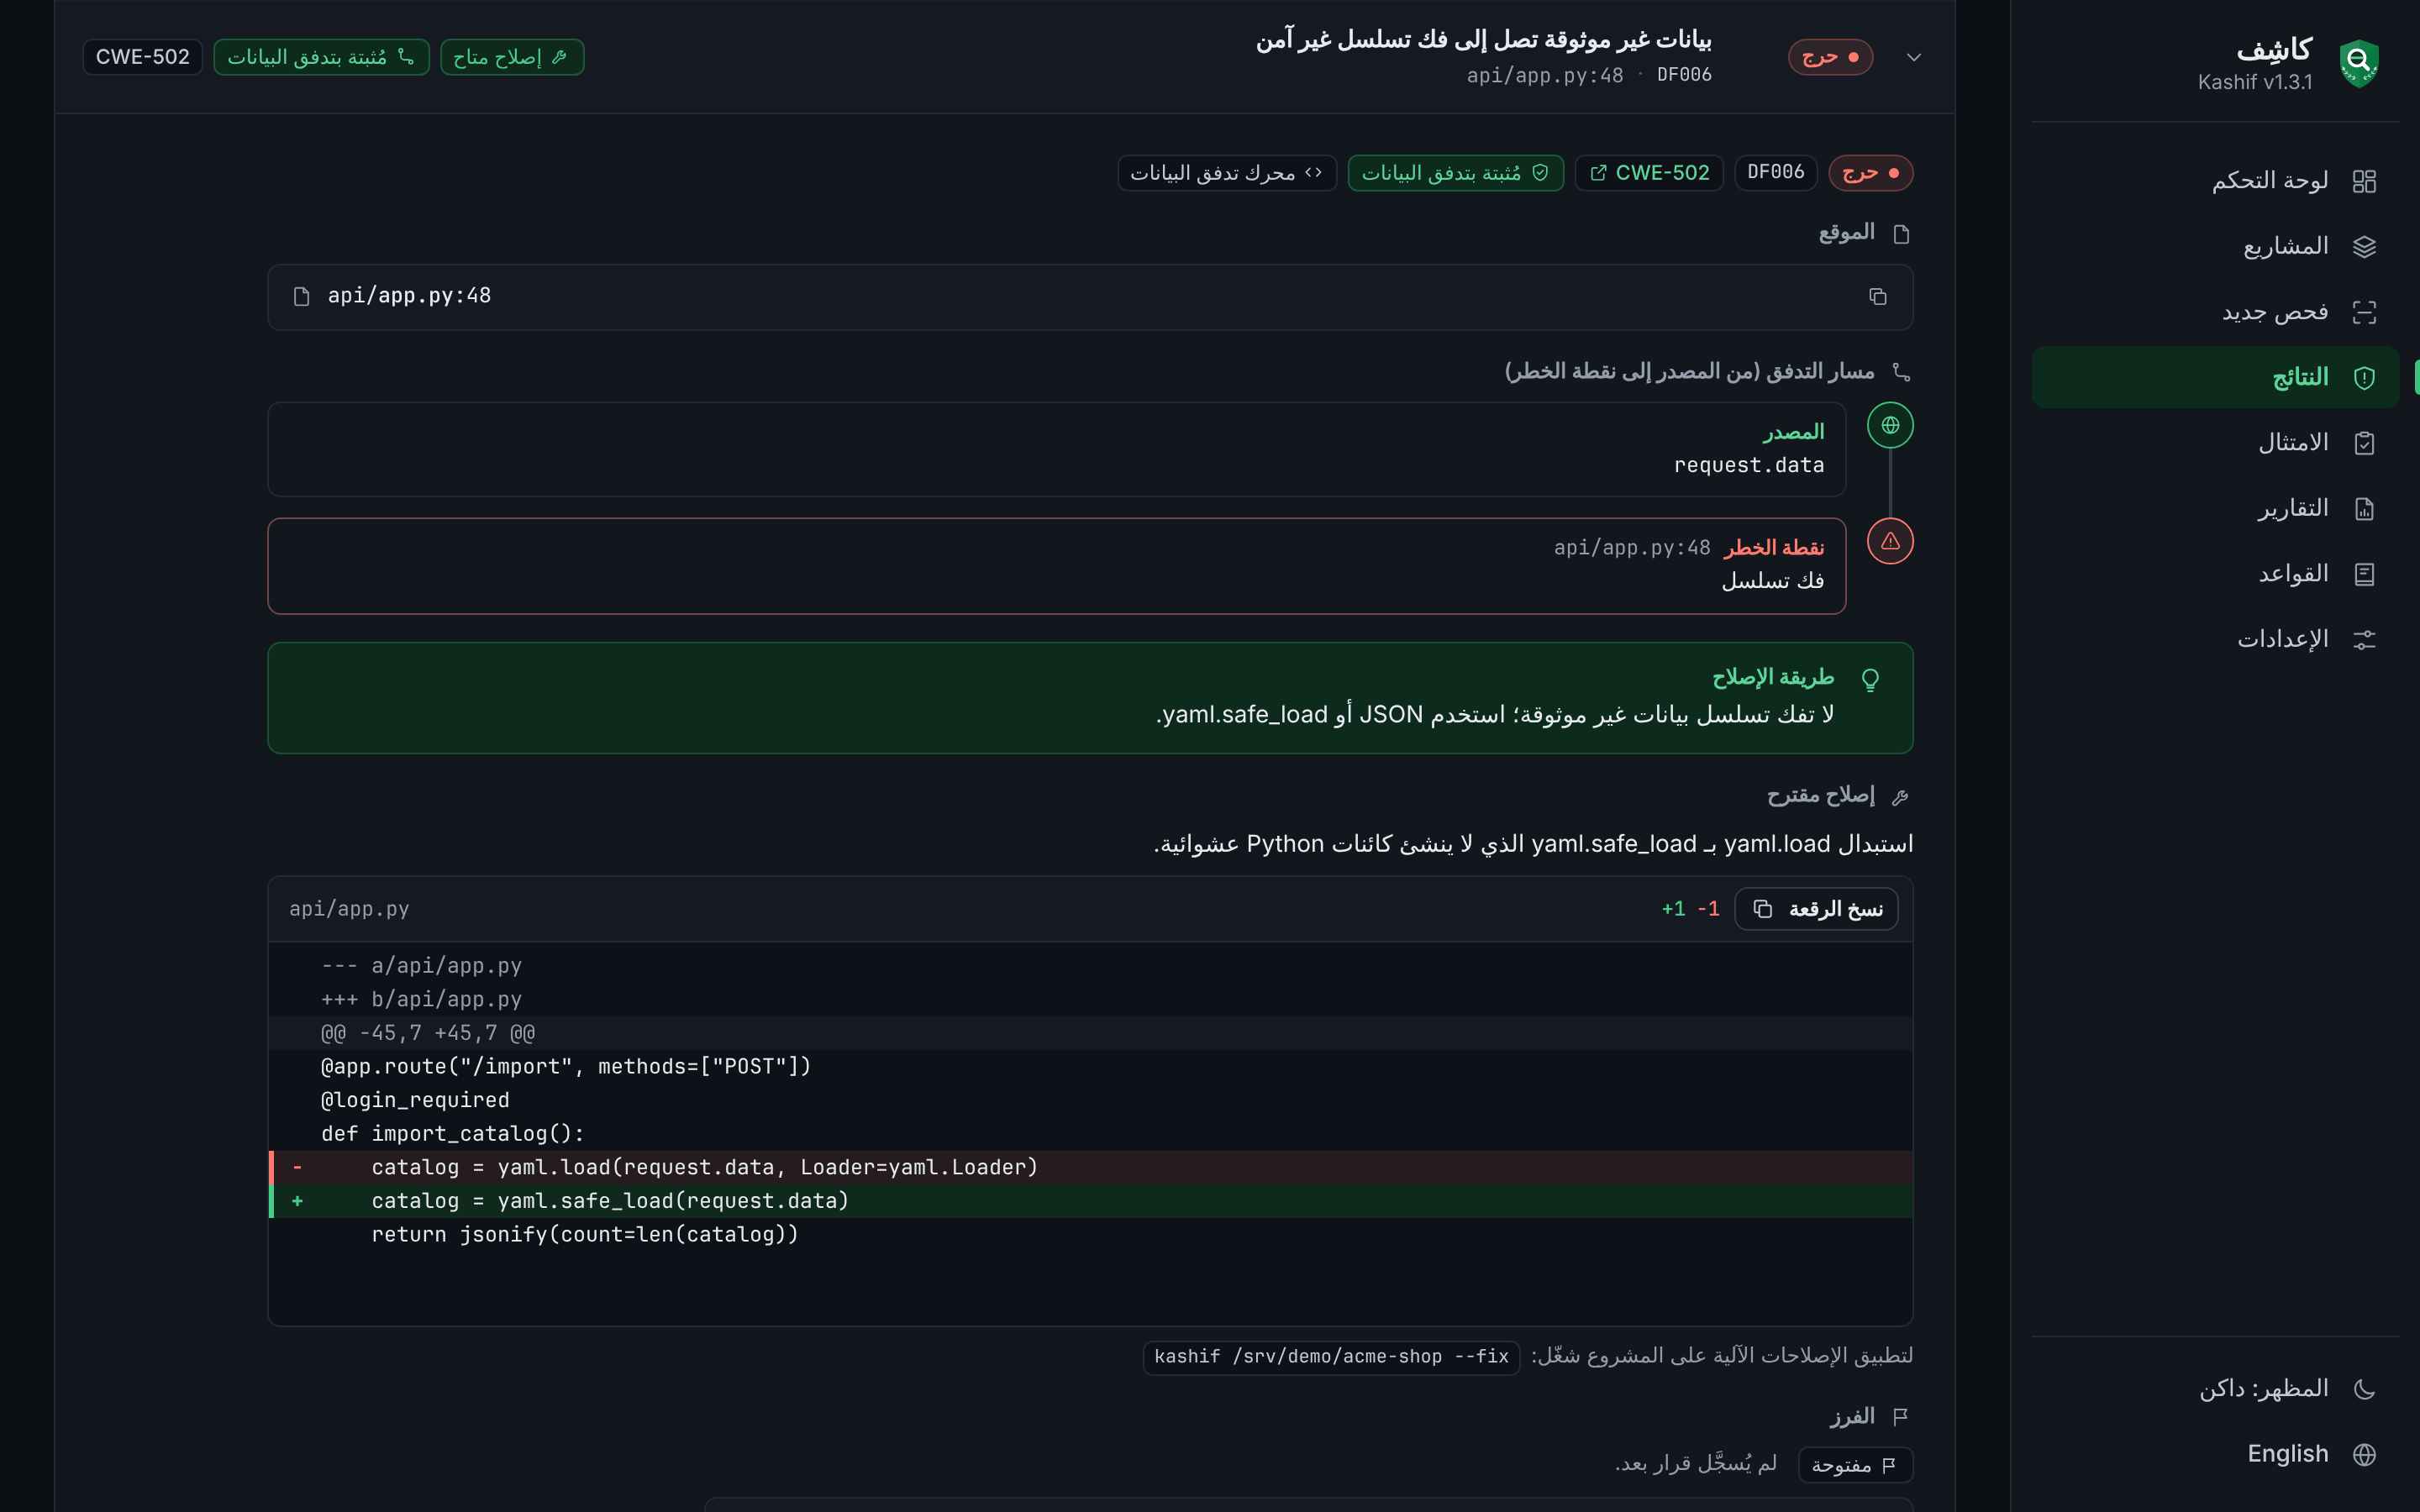 كاشِف
Kashif v1.3.1
لوحة التحكم
المشاريع
فحص جديد
النتائج
الامتثال
التقارير
القواعد
الإعدادات
المظهر: داكن
English
حرج
بيانات غير موثوقة تصل إلى فك تسلسل غير آمن
DF006 · api/app.py:48
إصلاح متاح
مُثبتة بتدفق البيانات
CWE-502
حرج
DF006
CWE-502
مُثبتة بتدفق البيانات
محرك تدفق البيانات
الموقع
api/app.py:48
مسار التدفق (من المصدر إلى نقطة الخطر)
المصدر
request.data
نقطة الخطر api/app.py:48
فك تسلسل
طريقة الإصلاح
لا تفك تسلسل بيانات غير موثوقة؛ استخدم JSON أو yaml.safe_load.
إصلاح مقترح
استبدال yaml.load بـ yaml.safe_load الذي لا ينشئ كائنات Python عشوائية.
نسخ الرقعة
-1 +1
api/app.py
--- a/api/app.py
+++ b/api/app.py
@@ -45,7 +45,7 @@
@app.route("/import", methods=["POST"])
@login_required
def import_catalog():
-     catalog = yaml.load(request.data, Loader=yaml.Loader)
+     catalog = yaml.safe_load(request.data)
    return jsonify(count=len(catalog))
لتطبيق الإصلاحات الآلية على المشروع شغّل: kashif /srv/demo/acme-shop --fix
الفرز
مفتوحة
لم يُسجَّل قرار بعد.